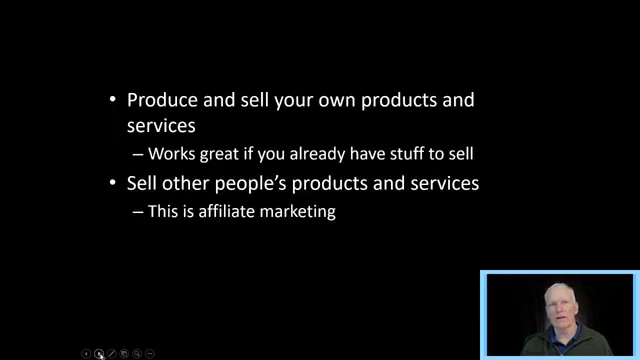 • Produce and sell your own products and
services
– Works great if you already have stuff to sell
• Sell other people’s products and services
– This is affiliate marketing